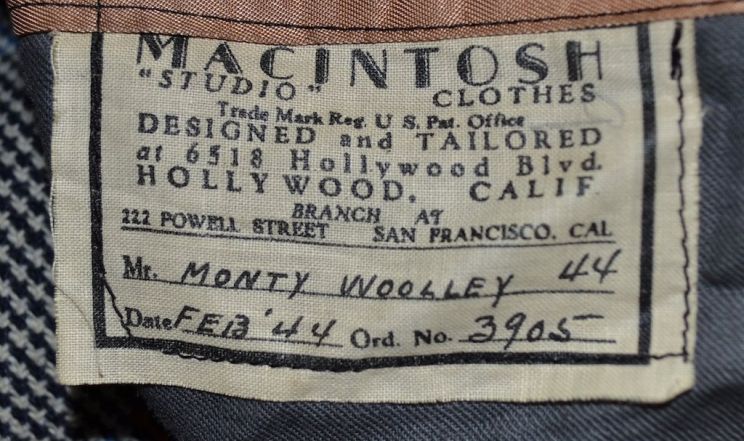 MACINTOSH
"STUDIO" CLOTHES
Trade Mark Reg. U S. Pat. Office
DESIGNED and TAILORED
at 6518 Hollywood Blvd.
HOLLYWOOD, CALIF.
BRANCH AT
222 POWELL STREET SAN FRANCISCO. CAL
Mr. MONTY WOOLLEY 44
Date FEB '44 Ord. No. 3905